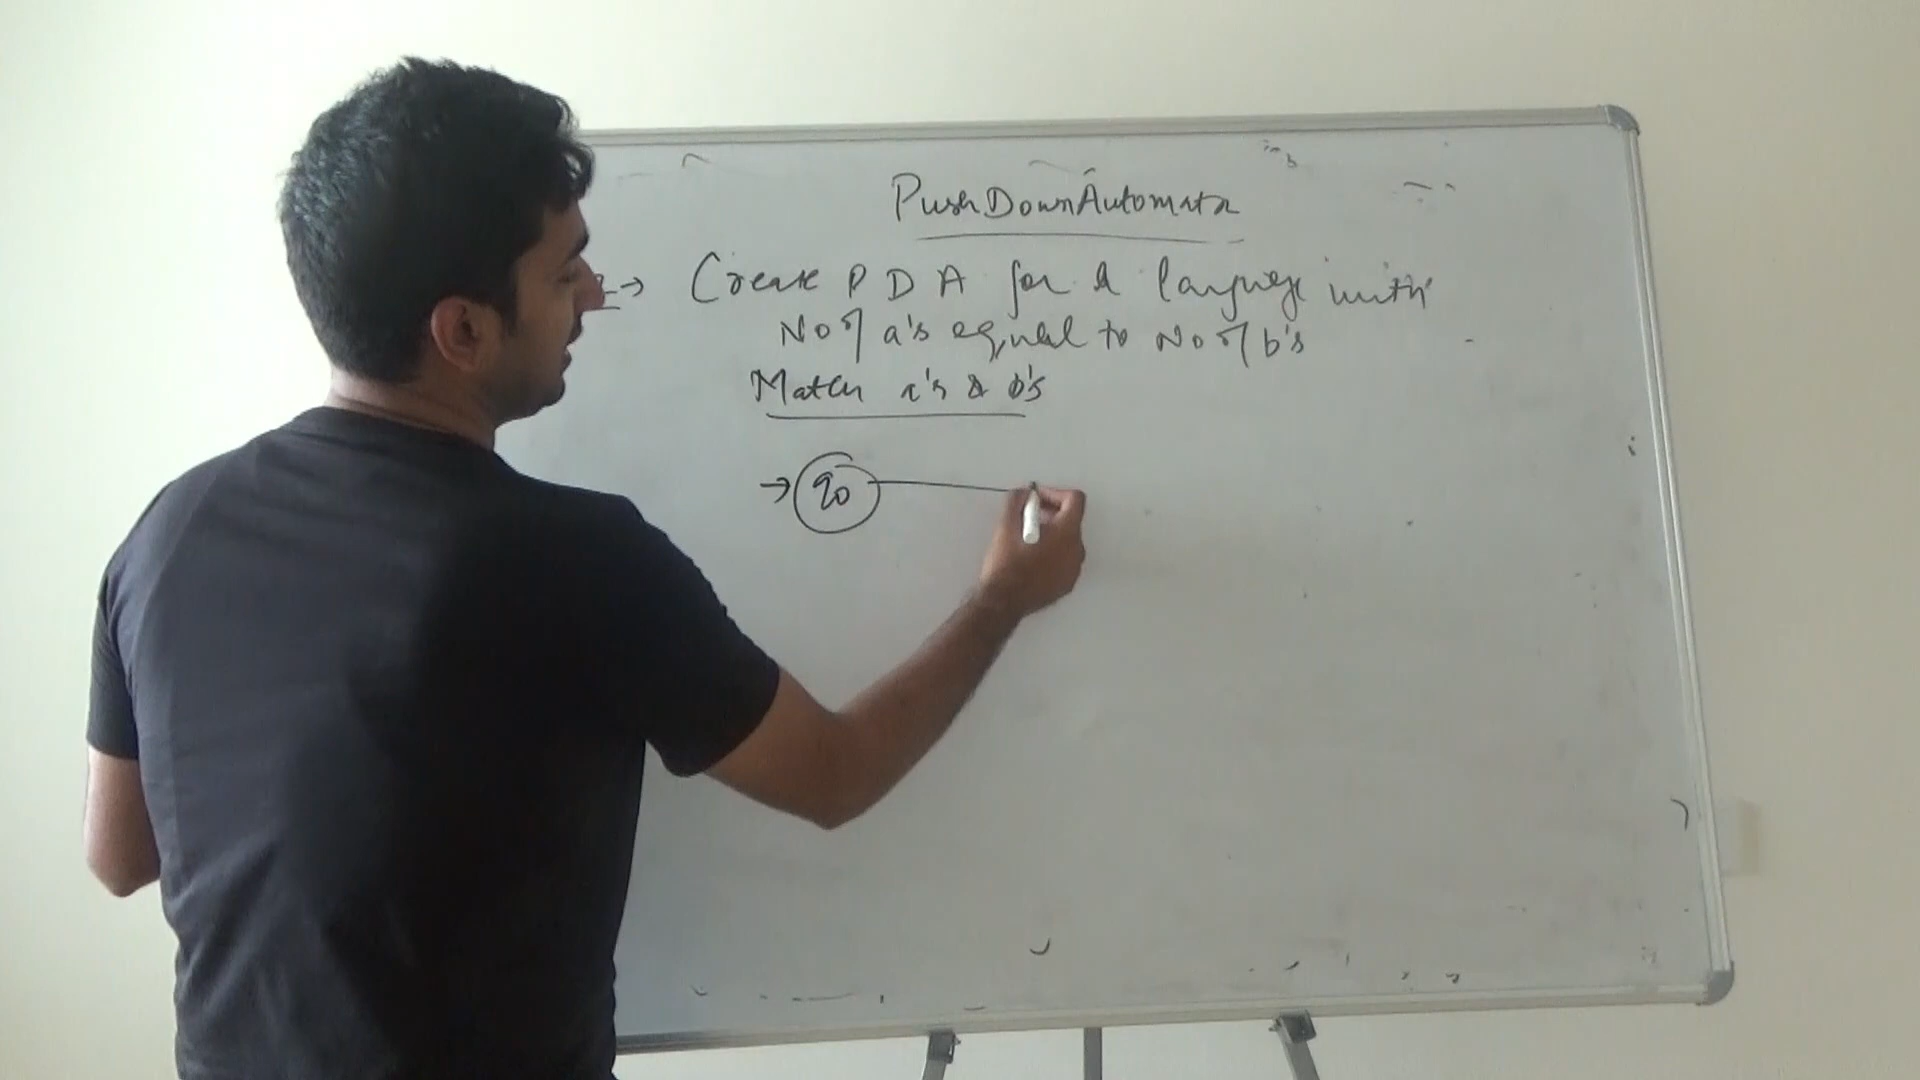 PushDownAutomata
→ Create PDA for a language with
No of a's equal to No of b's
Match a's & b's
→ q0